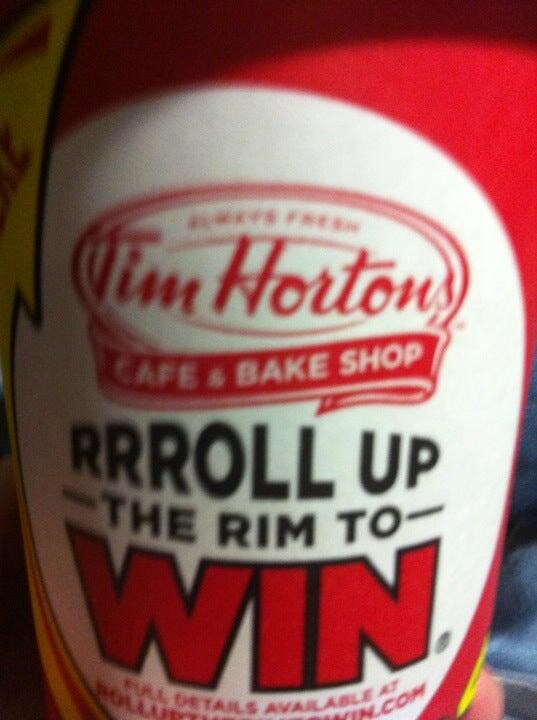 ALWAYS FRESH
Tim Hortons
CAFE & BAKE SHOP
RRROLL UP
THE RIM TO
WIN®
FULL DETAILS AVAILABLE AT